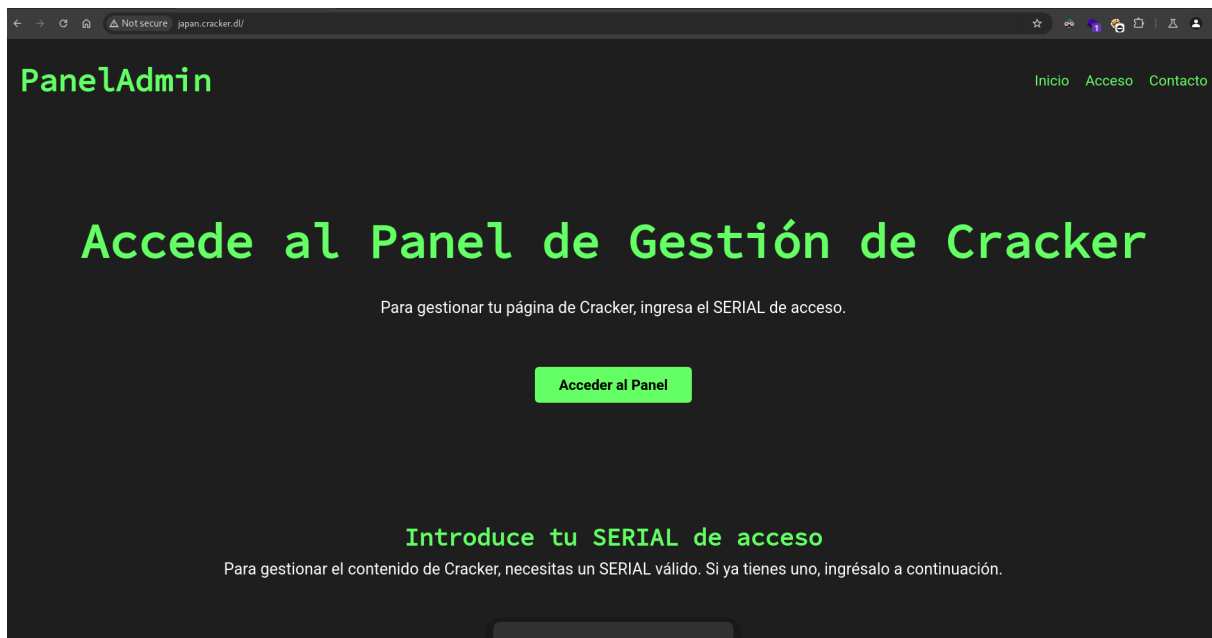 Not secure japan.cracker.dl/
1
PanelAdmin
Inicio Acceso Contacto
Accede al Panel de Gestión de Cracker
Para gestionar tu página de Cracker, ingresa el SERIAL de acceso.
Acceder al Panel
Introduce tu SERIAL de acceso
Para gestionar el contenido de Cracker, necesitas un SERIAL válido. Si ya tienes uno, ingrésalo a continuación.